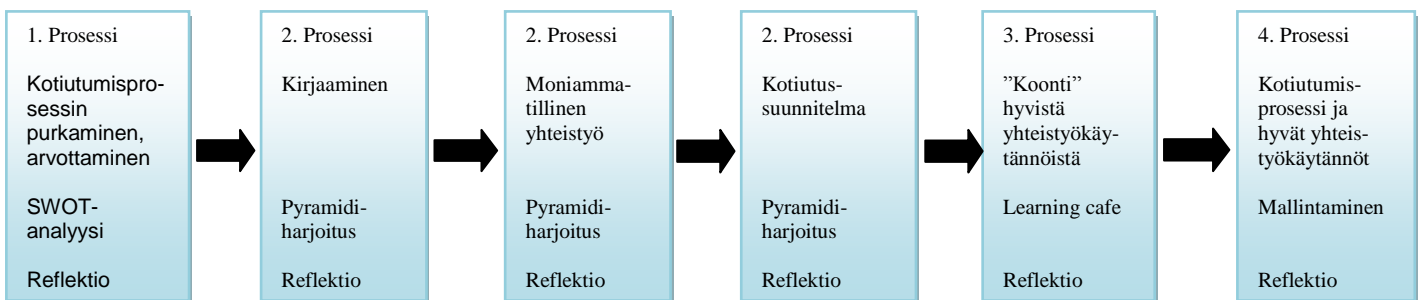 1. Prosessi
Kotiutumispro-
sessin
purkaminen,
arvottaminen
SWOT-
analyysi
Reflektio
2. Prosessi
Kirjaaminen
Pyramidi-
harjoitus
Reflektio
2. Prosessi
Moniamma-
tillinen
yhteistyö
Pyramidi-
harjoitus
Reflektio
2. Prosessi
Kotiutus-
suunnitelma
Pyramidi-
harjoitus
Reflektio
3. Prosessi
”Koonti”
hyvistä
yhteistyökäy-
tännöistä
Learning cafe
Reflektio
4. Prosessi
Kotiutumis-
prosessi ja
hyvät yhteis-
työkäytännöt
Mallintaminen
Reflektio